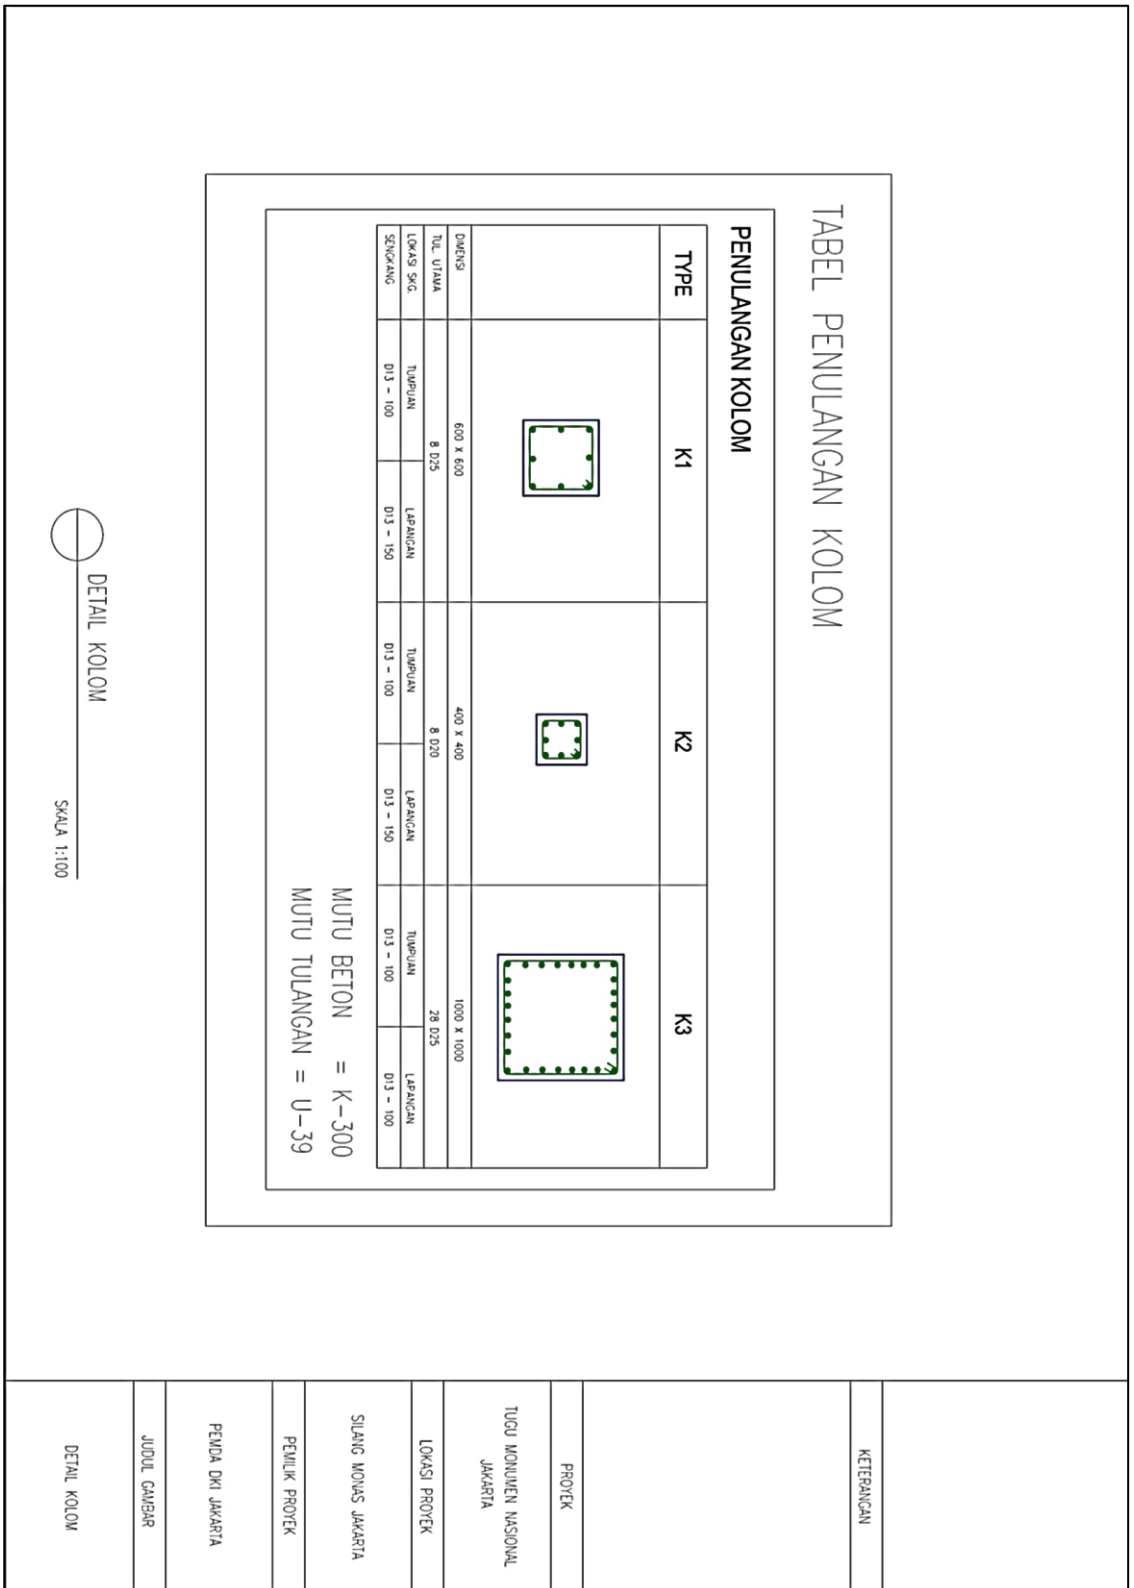 TABEL PENULANGAN KOLOM
PENULANGAN KOLOM
TYPE K1 K2 K3
DIMENSI 600 X 600 400 X 400 1000 X 1000
TUL. UTAMA 8 D25 8 D20 28 D25
LOKASI SKG. TUMPUAN LAPANGAN TUMPUAN LAPANGAN TUMPUAN LAPANGAN
SENGKANG D13 - 100 D13 - 150 D13 - 100 D13 - 150 D13 - 100 D13 - 100
MUTU BETON = K-300
MUTU TULANGAN = U-39
DETAIL KOLOM
SKALA 1:100
KETERANGAN
PROYEK
TUGU MONUMEN NASIONAL
JAKARTA
LOKASI PROYEK
SILANG MONAS JAKARTA
PEMILIK PROYEK
PEMDA DKI JAKARTA
JUDUL GAMBAR
DETAIL KOLOM